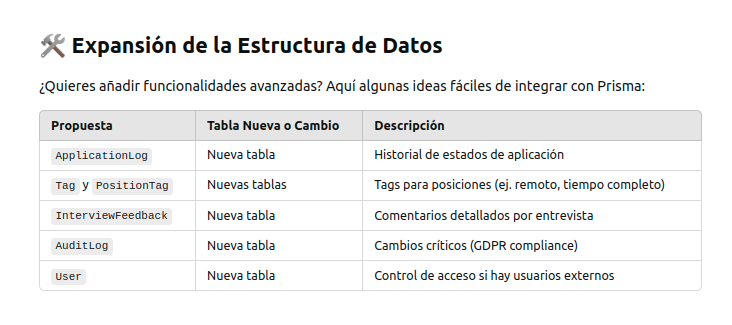 🛠️ Expansión de la Estructura de Datos
¿Quieres añadir funcionalidades avanzadas? Aquí algunas ideas fáciles de integrar con Prisma:
Propuesta Tabla Nueva o Cambio Descripción
ApplicationLog Nueva tabla Historial de estados de aplicación
Tag y PositionTag Nuevas tablas Tags para posiciones (ej. remoto, tiempo completo)
InterviewFeedback Nueva tabla Comentarios detallados por entrevista
AuditLog Nueva tabla Cambios críticos (GDPR compliance)
User Nueva tabla Control de acceso si hay usuarios externos